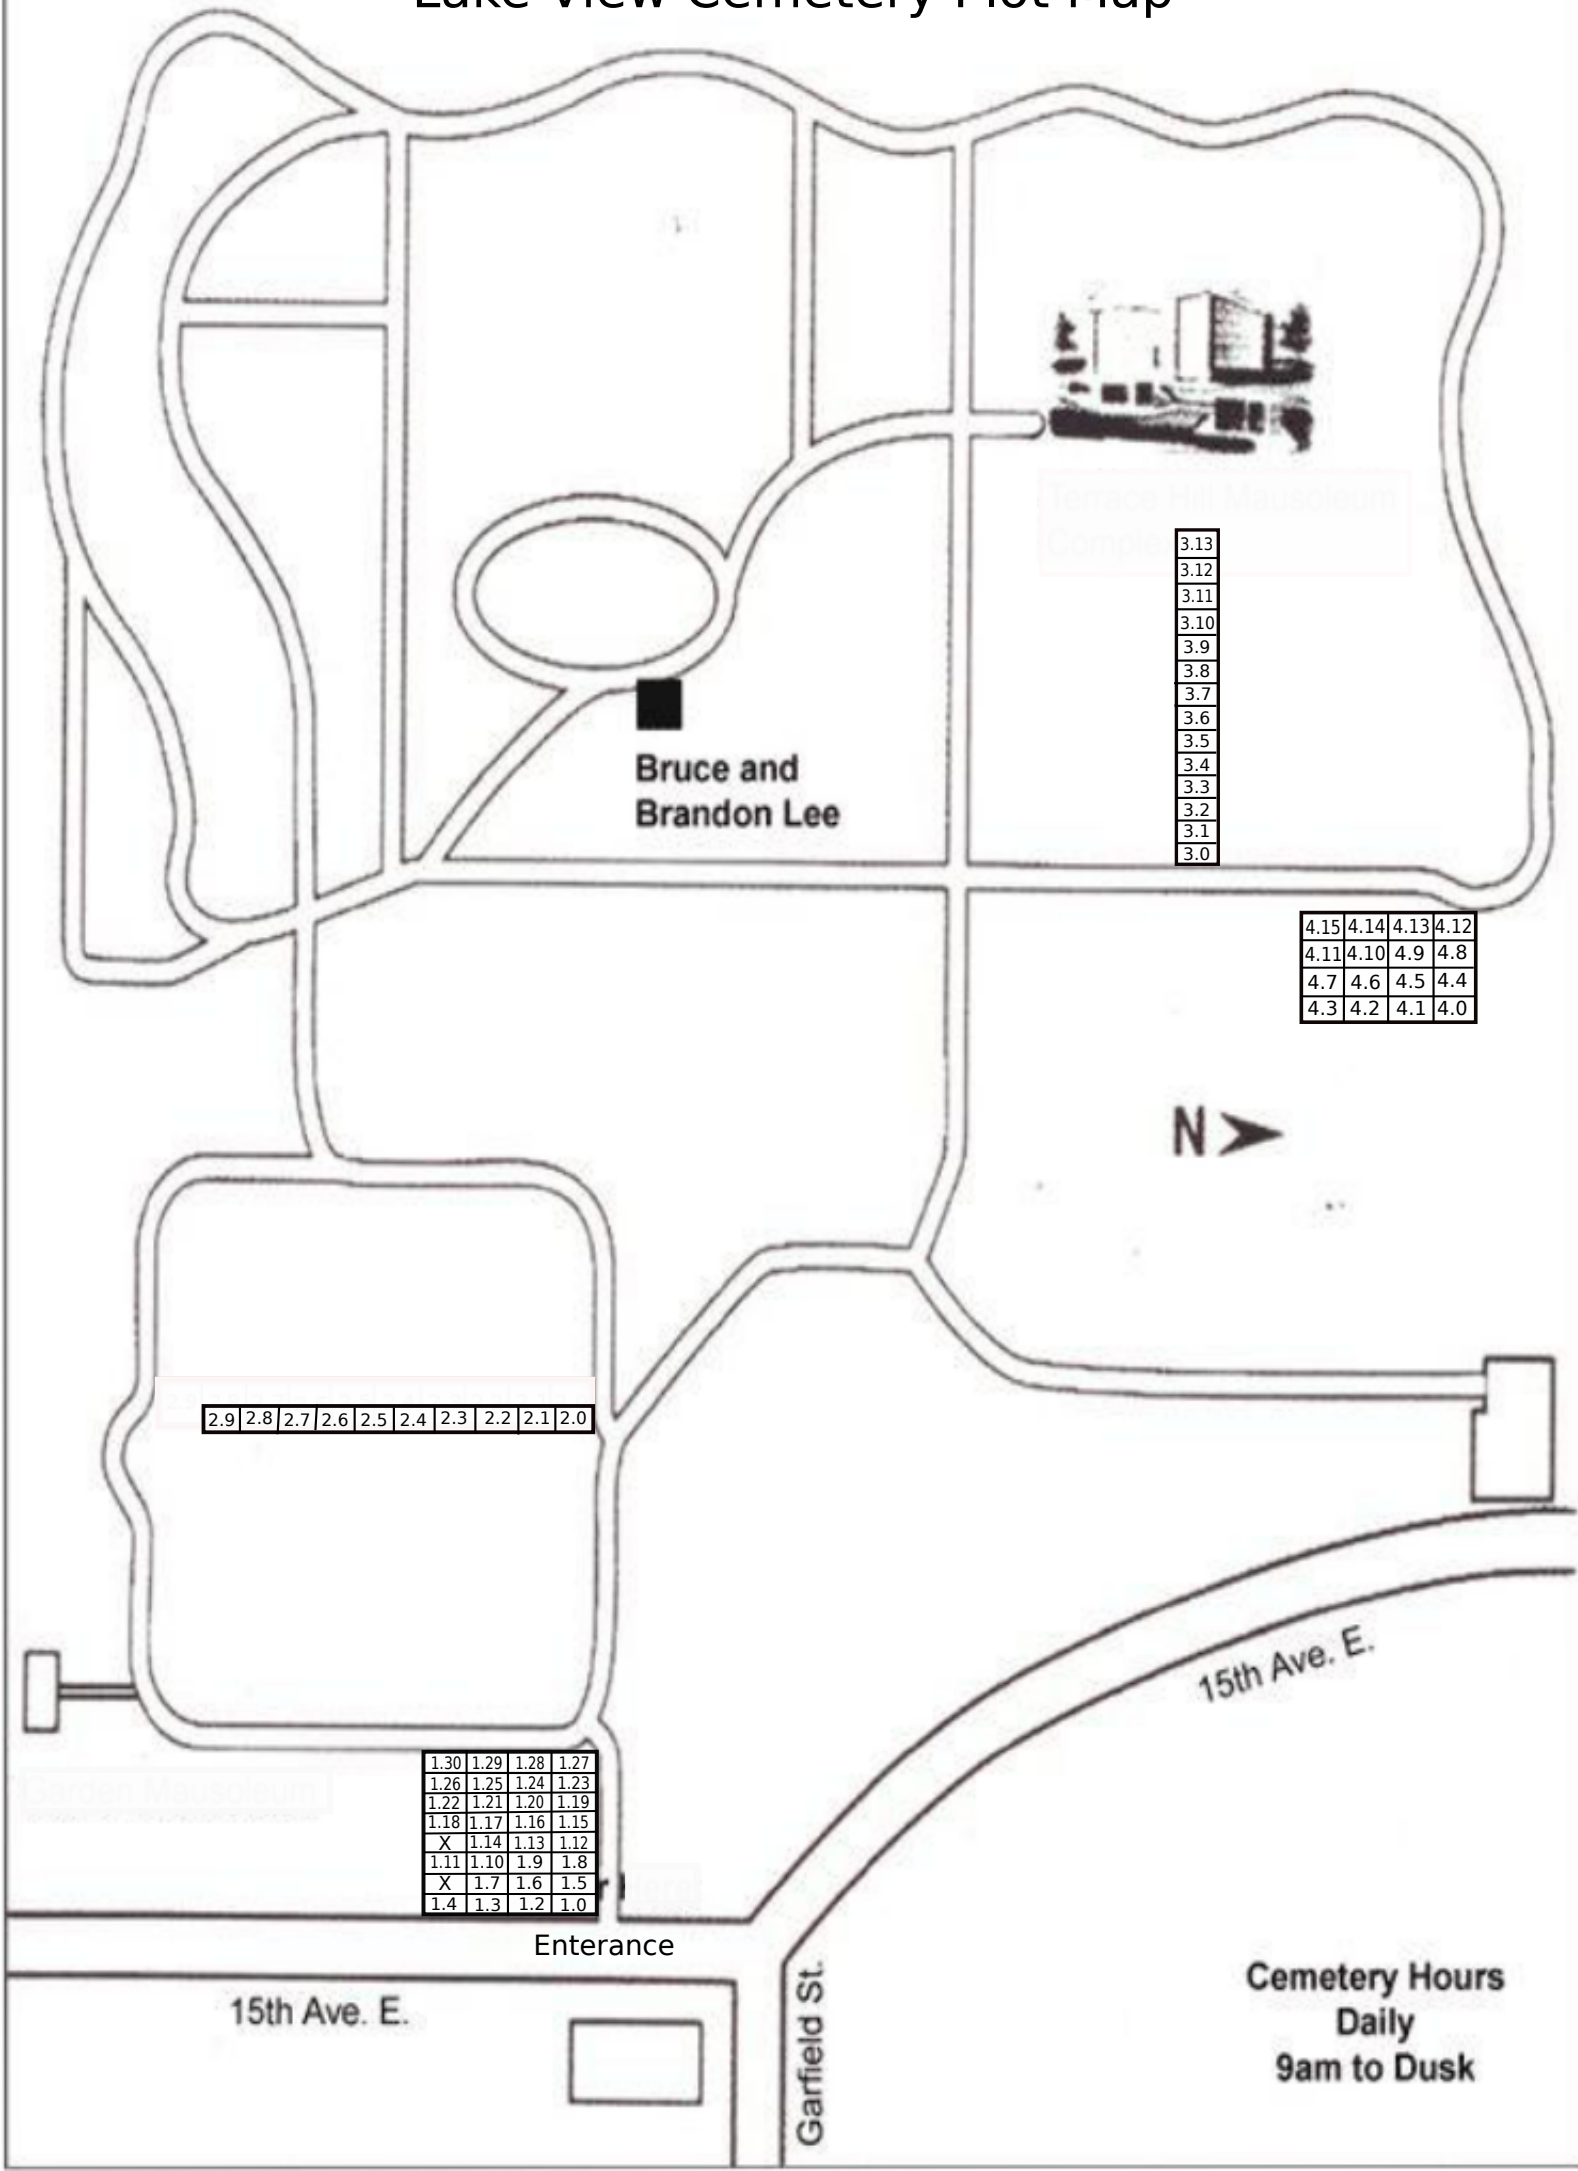 Lake View Cemetery Plot Map
Terrace Hill Mausoleum
Complex
3.13
3.12
3.11
3.10
3.9
3.8
3.7
3.6
3.5
3.4
3.3
3.2
3.1
3.0
Bruce and
Brandon Lee
4.15 4.14 4.13 4.12
4.11 4.10 4.9 4.8
4.7 4.6 4.5 4.4
4.3 4.2 4.1 4.0
N
2.9 2.8 2.7 2.6 2.5 2.4 2.3 2.2 2.1 2.0
15th Ave. E.
Garden Mausoleum
1.30 1.29 1.28 1.27
1.26 1.25 1.24 1.23
1.22 1.21 1.20 1.19
1.18 1.17 1.16 1.15
X 1.14 1.13 1.12
1.11 1.10 1.9 1.8
X 1.7 1.6 1.5
1.4 1.3 1.2 1.0
Here
Enterance
15th Ave. E.
Garfield St.
Cemetery Hours
Daily
9am to Dusk